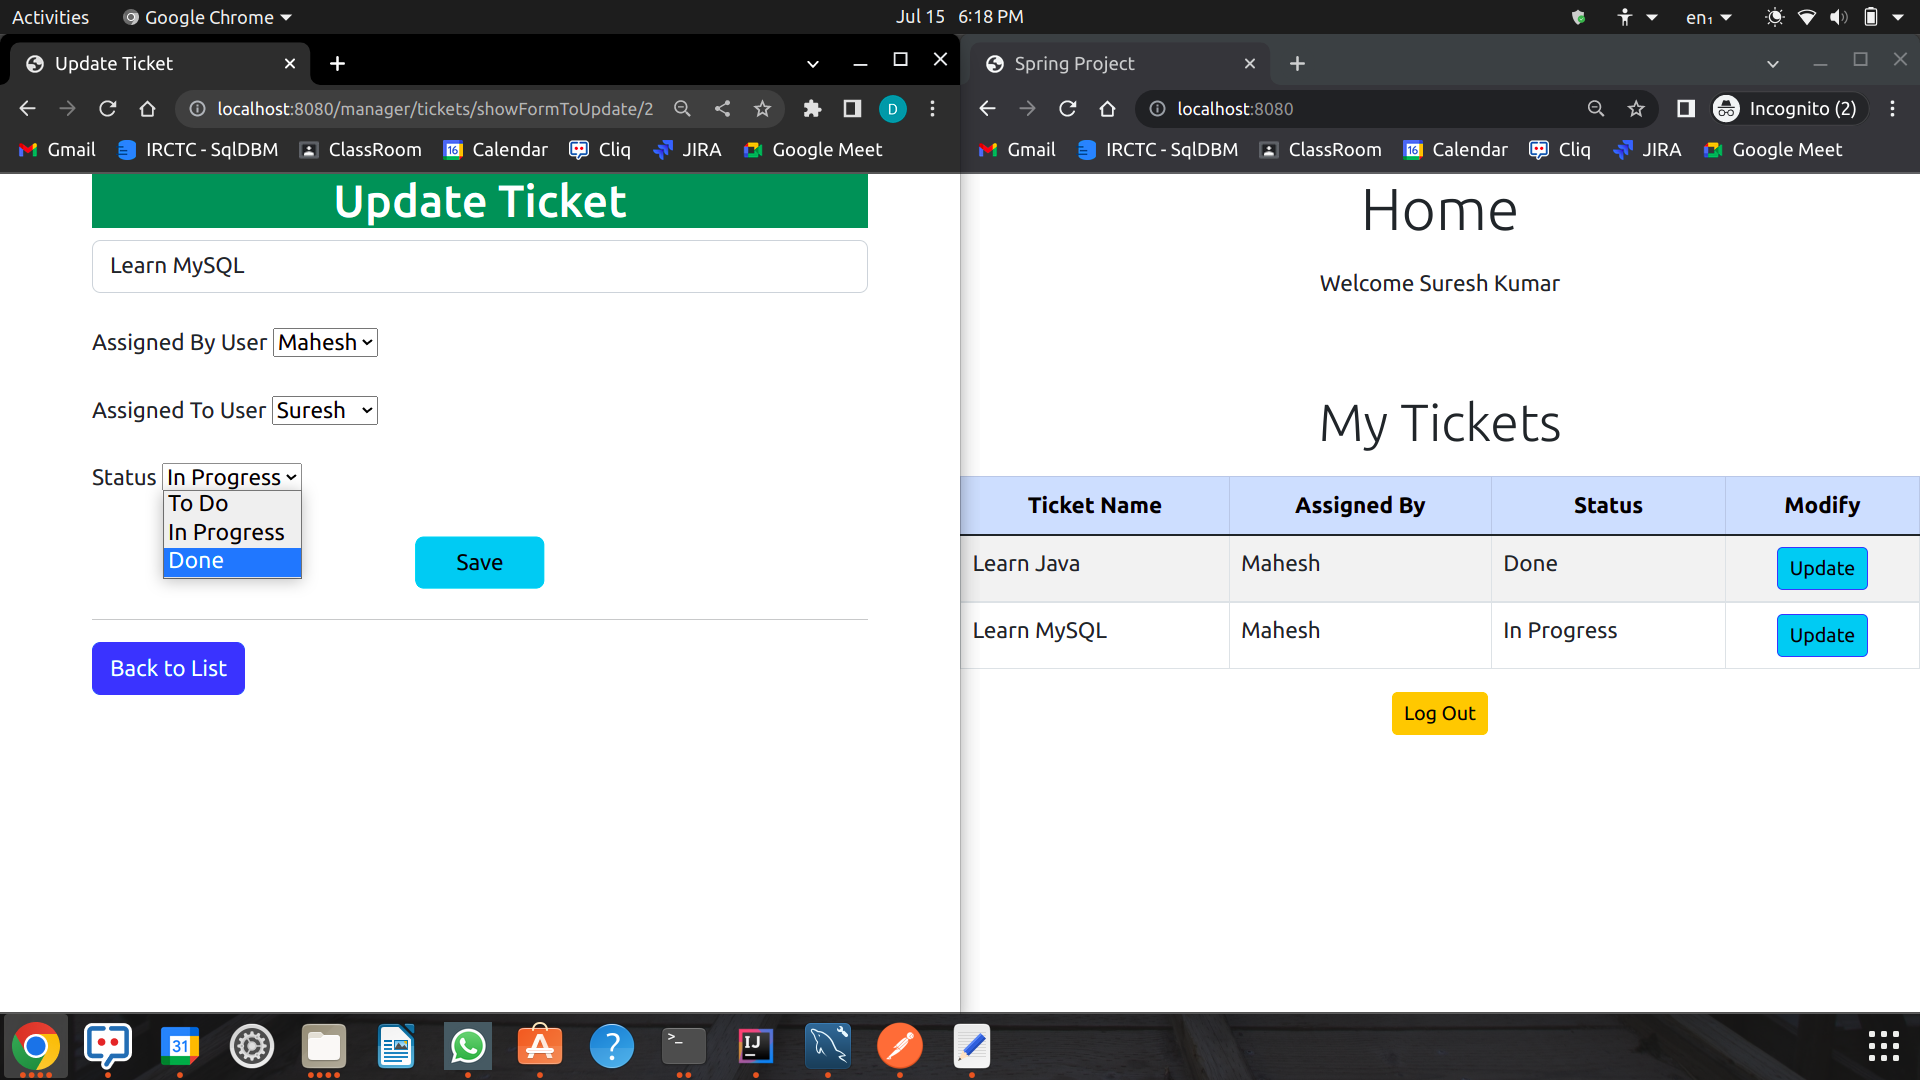 Activities
Google Chrome
Jul 15 6:18 PM
en₁
Update Ticket
localhost:8080/manager/tickets/showFormToUpdate/2
D
Gmail
IRCTC - SqlDBM
ClassRoom
16
Calendar
Cliq
JIRA
Google Meet
Update Ticket
Learn MySQL
Assigned By User Mahesh
Assigned To User Suresh
Status In Progress
To Do
In Progress
Done
Save
Back to List
Spring Project
localhost:8080
Incognito (2)
Gmail
IRCTC - SqlDBM
ClassRoom
16
Calendar
Cliq
JIRA
Google Meet
Home
Welcome Suresh Kumar
My Tickets
Ticket Name Assigned By Status Modify
Learn Java Mahesh Done Update
Learn MySQL Mahesh In Progress Update
Log Out
31
?
>_
IJ